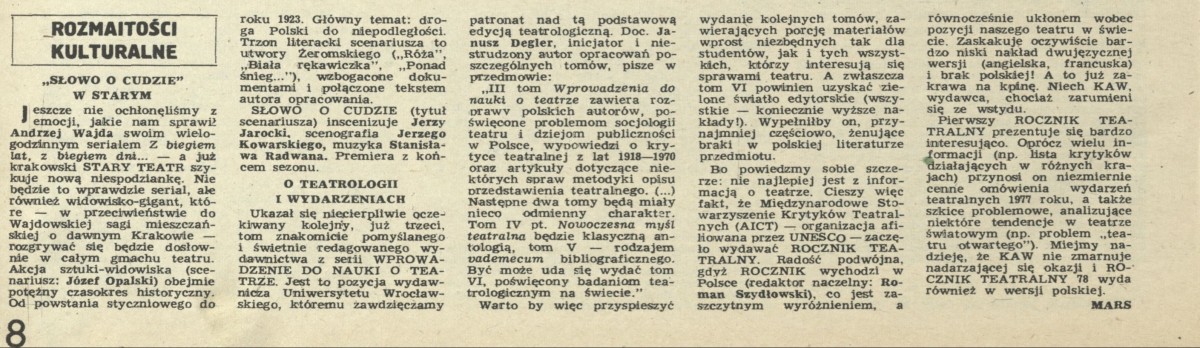 ROZMAITOŚCI
KULTURALNE
„SŁOWO O CUDZIE”
W STARYM
Jeszcze nie ochłonęliśmy z
emocji, jakie nam sprawił
Andrzej Wajda swoim wielo-
godzinnym serialem Z biegiem
lat, z biegiem dni... — a już
krakowski STARY TEATR szy-
kuje nową niespodziankę. Nie
będzie to wprawdzie serial, ale
również widowisko-gigant, któ-
re — w przeciwieństwie do
Wajdowskiej sagi mieszczań-
skiej o dawnym Krakowie —
rozgrywać się będzie dosłow-
nie w całym gmachu teatru.
Akcja sztuki-widowiska (sce-
nariusz: Józef Opalski) obejmie
potężny czasokres historyczny.
Od powstania styczniowego do
roku 1923. Główny temat: dro-
ga Polski do niepodległości.
Trzon literacki scenariusza to
utwory Żeromskiego („Róża”,
„Biała rękawiczka”, „Ponad
śnieg...”), wzbogacone doku-
mentami i połączone tekstem
autora opracowania.
SŁOWO O CUDZIE (tytuł
scenariusza) inscenizuje Jerzy
Jarocki, scenografia Jerzego
Kowarskiego, muzyka Stanisła-
wa Radwana. Premiera z koń-
cem sezonu.
O TEATROLOGII
I WYDARZENIACH
Ukazał się niecierpliwie ocze-
kiwany kolejny, już trzeci,
tom znakomicie pomyślanego
i świetnie redagowanego wy-
dawnictwa z serii WPROWA-
DZENIE DO NAUKI O TEA-
TRZE. Jest to pozycja wydaw-
nicza Uniwersytetu Wrocław-
skiego, któremu zawdzięczamy
patronat nad tą podstawową
edycją teatrologiczną. Doc. Ja-
nusz Degler, inicjator i nie-
strudzony autor opracowań po-
szczególnych tomów, pisze w
przedmowie:
„III tom Wprowadzenia do
nauki o teatrze zawiera roz-
prawy polskich autorów, po-
święcone problemom socjologii
teatru i dziejom publiczności
w Polsce, wypowiedzi o kry-
tyce teatralnej z lat 1918—1970
oraz artykuły dotyczące nie-
których spraw metodyki opisu
przedstawienia teatralnego. (...)
Następne dwa tomy będą miały
nieco odmienny charakter.
Tom IV pt. Nowoczesna myśl
teatralna będzie klasyczną an-
tologią, tom V — rodzajem
vademecum bibliograficznego.
Być może uda się wydać tom
VI, poświęcony badaniom tea-
trologicznym na świecie.”
Warto by więc przyspieszyć
wydanie kolejnych tomów, za-
wierających porcję materiałów
wprost niezbędnych tak dla
studentów, jak i tych wszyst-
kich, którzy interesują się
sprawami teatru. A zwłaszcza
tom VI powinien uzyskać zie-
lone światło edytorskie (wszy-
stkie — koniecznie wyższe na-
kłady!). Wypełniłby on, przy-
najmniej częściowo, żenujące
braki w polskiej literaturze
przedmiotu.
Bo powiedzmy sobie szcze-
rze: nie najlepiej jest z infor-
macją o teatrze. Cieszy więc
fakt, że Międzynarodowe Sto-
warzyszenie Krytyków Teatral-
nych (AICT) — organizacja afi-
liowana przez UNESCO — zaczę-
ło wydawać ROCZNIK TEA-
TRALNY. Radość podwójna,
gdyż ROCZNIK wychodzi w
Polsce (redaktor naczelny: Ro-
man Szydłowski), co jest za-
szczytnym wyróżnieniem, a
równocześnie ukłonem wobec
pozycji naszego teatru w świe-
cie. Zaskakuje oczywiście bar-
dzo niski nakład dwujęzycznej
wersji (angielska, francuska)
i brak polskiej! A to już za-
krawa na kpinę. Niech KAW,
wydawca, chociaż zarumieni
się ze wstydu.
Pierwszy ROCZNIK TEA-
TRALNY prezentuje się bardzo
interesująco. Oprócz wielu in-
formacji (np. lista krytyków
działających w różnych kra-
jach) przynosi on niezmiernie
cenne omówienia wydarzeń
teatralnych 1977 roku, a także
szkice problemowe, analizujące
niektóre tendencje w teatrze
światowym (np. problem „tea-
tru otwartego”). Miejmy na-
dzieję, że KAW nie zmarnuje
nadarzającej się okazji i RO-
CZNIK TEATRALNY 78 wyda
również w wersji polskiej.
MARS
8